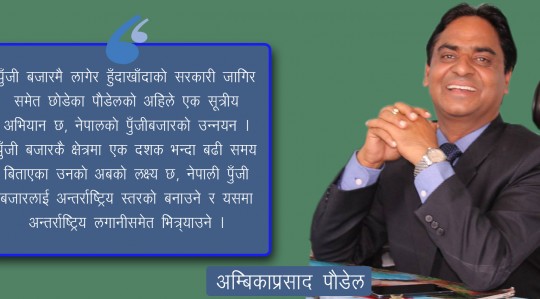 पुँजी बजारमै लागेर हुँदाखाँदाको सरकारी जागिर
समेत छोडेका पौडेलको अहिले एक सूत्रीय
अभियान छ, नेपालको पुँजीबजारको उन्नयन ।
पुँजी बजारकै क्षेत्रमा एक दशक भन्दा बढी समय
बिताएका उनको अबको लक्ष्य छ, नेपाली पुँजी
बजारलाई अन्तर्राष्ट्रिय स्तरको बनाउने र यसमा
अन्तर्राष्ट्रिय लगानीसमेत भित्र्याउने ।
अम्बिकाप्रसाद पौडेल